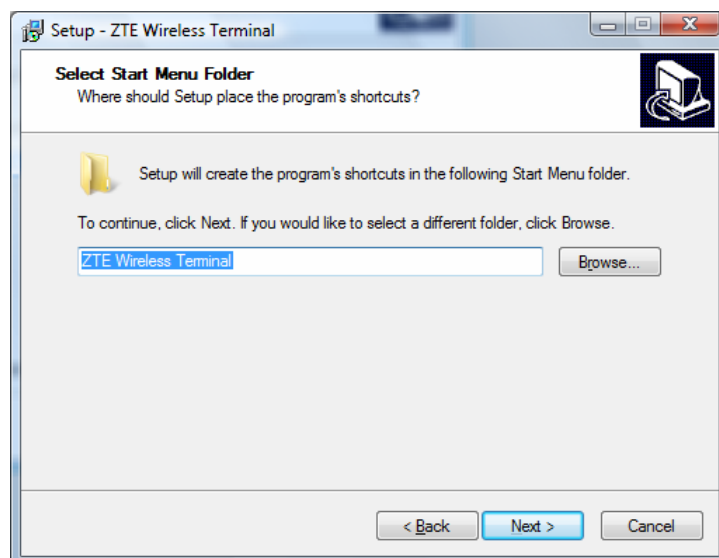 Setup - ZTE Wireless Terminal
Select Start Menu Folder
Where should Setup place the program's shortcuts?
Setup will create the program's shortcuts in the following Start Menu folder.
To continue, click Next. If you would like to select a different folder, click Browse.
ZTE Wireless Terminal
Browse...
< Back
Next >
Cancel